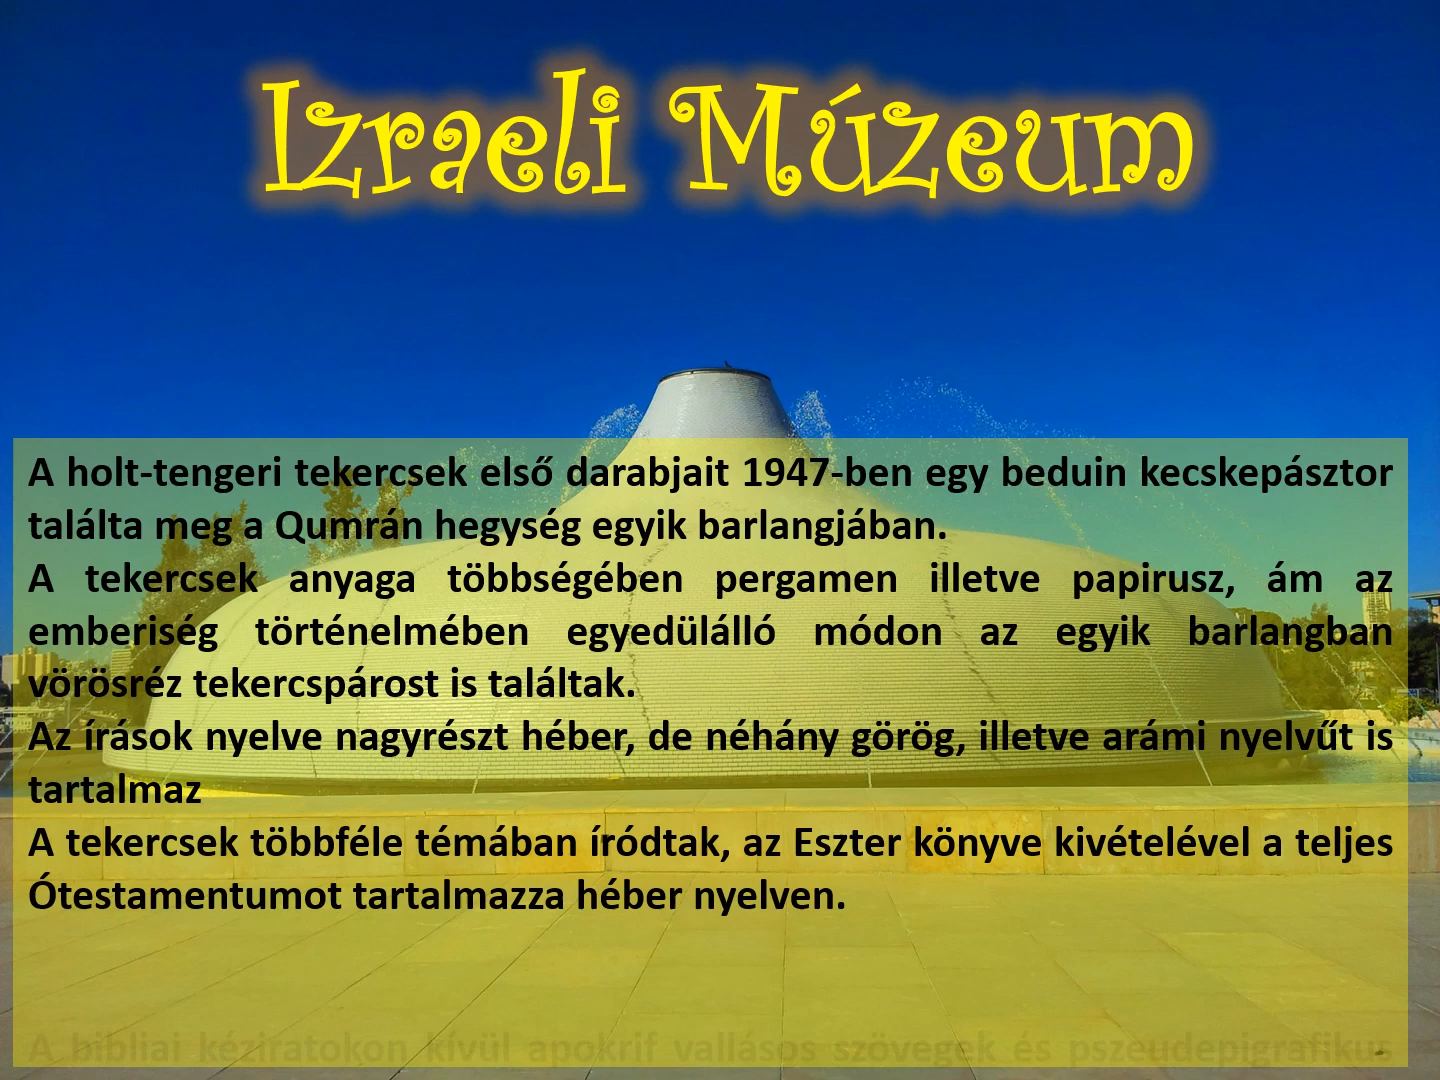 Izraeli Múzeum
A holt-tengeri tekercsek első darabjait 1947-ben egy beduin kecskepásztor
találta meg a Qumrán hegység egyik barlangjában.
A tekercsek anyaga többségében pergamen illetve papirusz, ám az
emberiség történelmében egyedülálló módon az egyik barlangban
vörösréz tekercspárost is találtak.
Az írások nyelve nagyrészt héber, de néhány görög, illetve arámi nyelvűt is
tartalmaz
A tekercsek többféle témában íródtak, az Eszter könyve kivételével a teljes
Ótestamentumot tartalmazza héber nyelven.
A bibliai kéziratokon kívül apokrif vallásos szövegek és pszeudepigrafikus